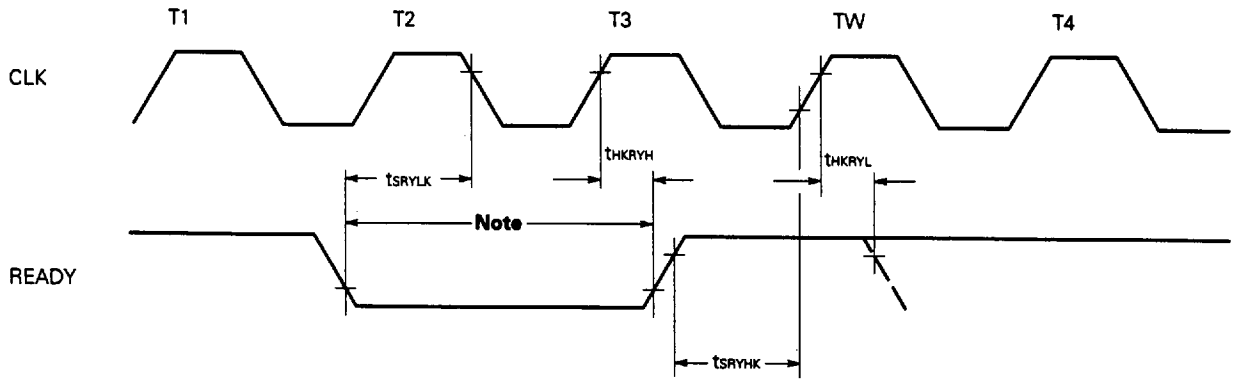 T1 T2 T3 TW T4
CLK
tHKRYH tHKRYL
tSRYLK
Note
READY
tSRYHK